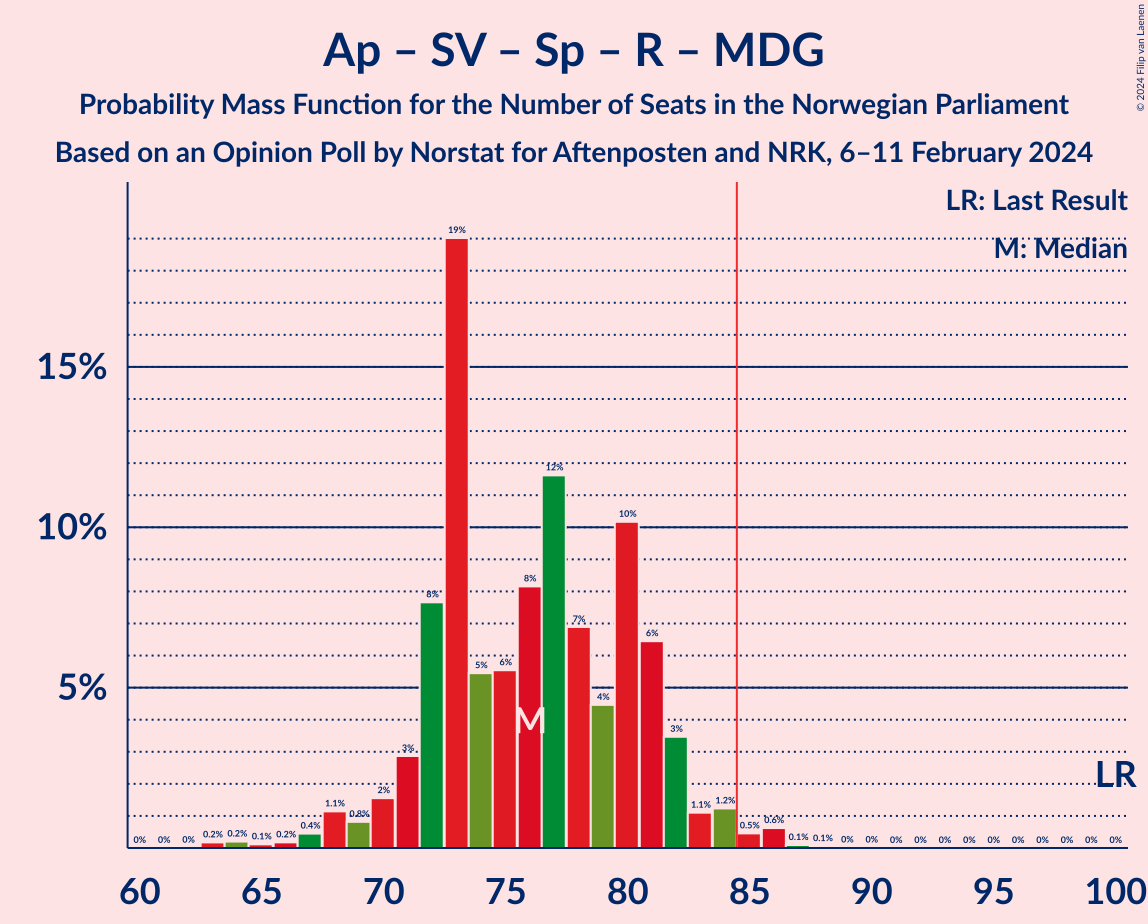 Ap – SV – Sp – R – MDG
Probability Mass Function for the Number of Seats in the Norwegian Parliament
Based on an Opinion Poll by Norstat for Aftenposten and NRK, 6–11 February 2024
© 2024 Filip van Laenen
LR: Last Result
M: Median
15%
10%
5%
0% 0% 0% 0.2% 0.2% 0.1% 0.2% 0.4% 1.1% 0.8% 2% 3% 8% 19% 5% 6% 8% 12% 7% 4% 10% 6% 3% 1.1% 1.2% 0.5% 0.6% 0.1% 0.1% 0% 0% 0% 0% 0% 0% 0% 0% 0% 0% 0% 0%
M
LR
60 65 70 75 80 85 90 95 100